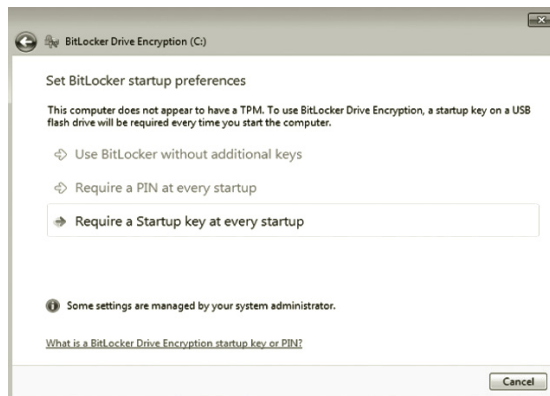 BitLocker Drive Encryption (C:)
Set BitLocker startup preferences
This computer does not appear to have a TPM. To use BitLocker Drive Encryption, a startup key on a USB
flash drive will be required every time you start the computer.
Use BitLocker without additional keys
Require a PIN at every startup
Require a Startup key at every startup
Some settings are managed by your system administrator.
What is a BitLocker Drive Encryption startup key or PIN?
Cancel